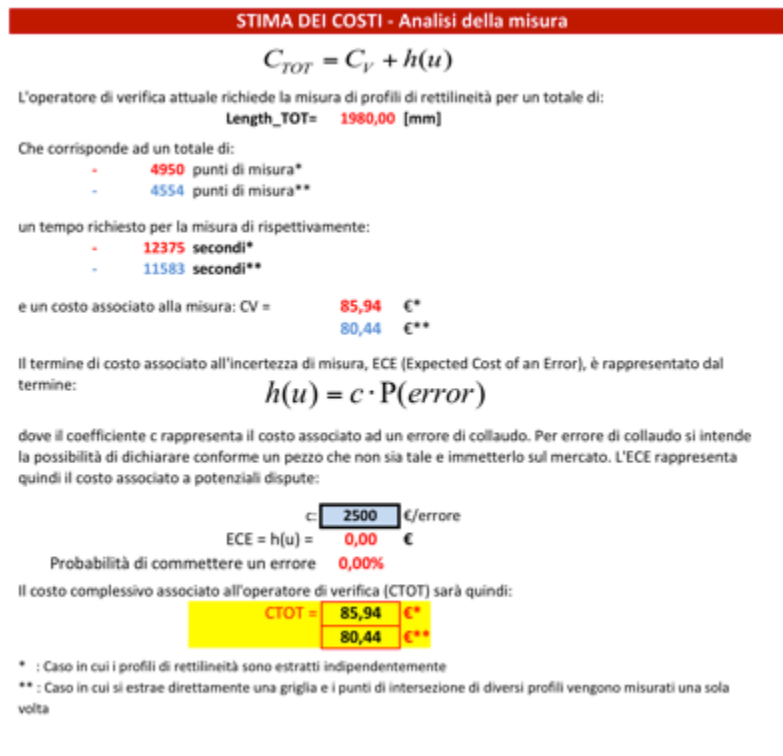 STIMA DEI COSTI - Analisi della misura
C_TOT = C_V + h(u)
L'operatore di verifica attuale richiede la misura di profili di rettilineità per un totale di:
Length_TOT= 1980,00 [mm]
Che corrisponde ad un totale di:
- 4950 punti di misura*
- 4554 punti di misura**
un tempo richiesto per la misura di rispettivamente:
- 12375 secondi*
- 11583 secondi**
e un costo associato alla misura: CV = 85,94 €*
80,44 €**
Il termine di costo associato all'incertezza di misura, ECE (Expected Cost of an Error), è rappresentato dal
termine:
h(u) = c · P(error)
dove il coefficiente c rappresenta il costo associato ad un errore di collaudo. Per errore di collaudo si intende
la possibilità di dichiarare conforme un pezzo che non sia tale e immetterlo sul mercato. L'ECE rappresenta
quindi il costo associato a potenziali dispute:
c: 2500 €/errore
ECE = h(u) = 0,00 €
Probabilità di commettere un errore 0,00%
Il costo complessivo associato all'operatore di verifica (CTOT) sarà quindi:
CTOT = 85,94 €*
80,44 €**
* : Caso in cui i profili di rettilineità sono estratti indipendentemente
** : Caso in cui si estrae direttamente una griglia e i punti di intersezione di diversi profili vengono misurati una sola
volta